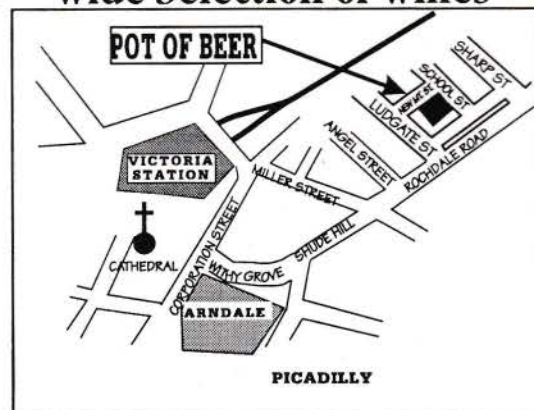 wide selection of wines
POT OF BEER
SHARP ST
SCHOOL ST
NEW MT. ST.
LUDGATE ST.
ANGEL STREET
ROCHDALE ROAD
VICTORIA
STATION
MILLER STREET
CORPORATION STREET
SHUDE HILL
CATHEDRAL
WITHY GROVE
ARNDALE
PICADILLY